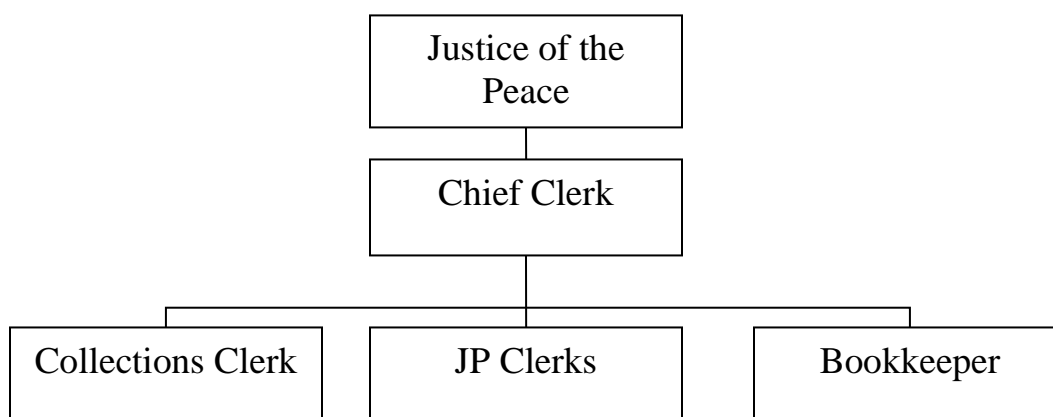 Justice of the
Peace
Chief Clerk
Collections Clerk
JP Clerks
Bookkeeper